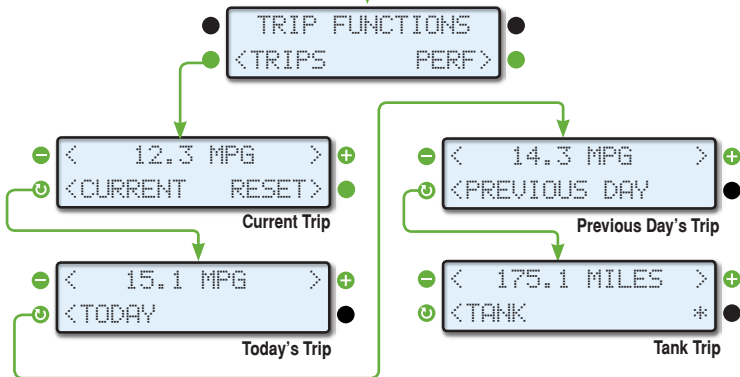 TRIP FUNCTIONS
<TRIPS PERF>
< 12.3 MPG >
<CURRENT RESET>
Current Trip
< 15.1 MPG >
<TODAY
Today's Trip
< 14.3 MPG >
<PREVIOUS DAY
Previous Day's Trip
< 175.1 MILES >
<TANK *
Tank Trip